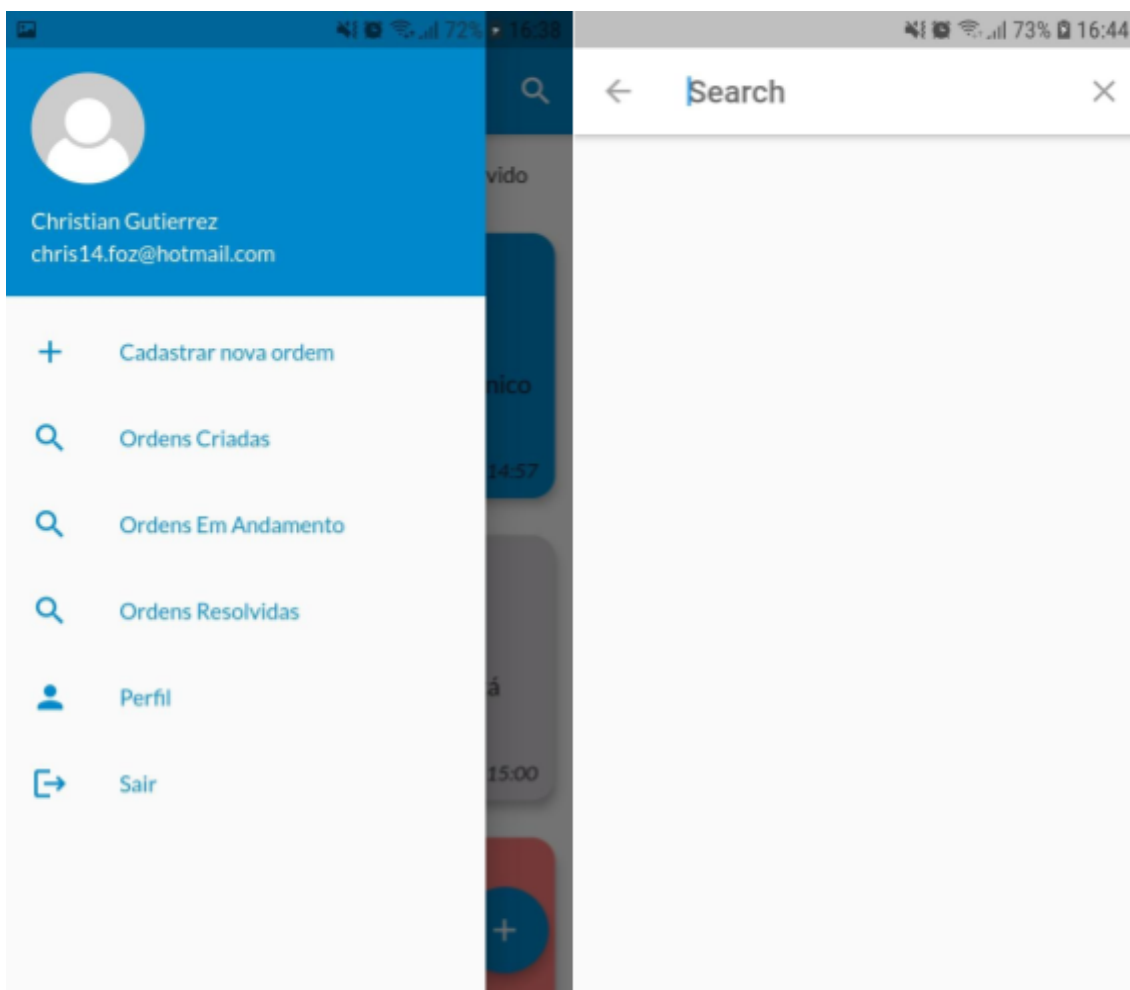 72% 16:38
Christian Gutierrez
chris14.foz@hotmail.com
Cadastrar nova ordem
Ordens Criadas
Ordens Em Andamento
Ordens Resolvidas
Perfil
Sair
vido
nico
14:57
á
15:00
73% 16:44
Search